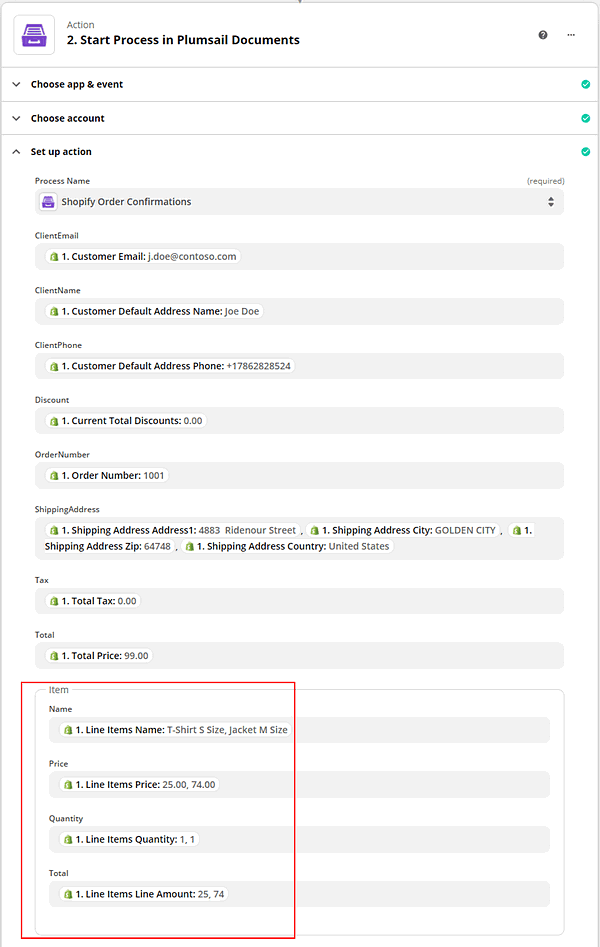 Action
2. Start Process in Plumsail Documents
Choose app & event
Choose account
Set up action
Process Name (required)
Shopify Order Confirmations
ClientEmail
1. Customer Email: j.doe@contoso.com
ClientName
1. Customer Default Address Name: Joe Doe
ClientPhone
1. Customer Default Address Phone: +17862828524
Discount
1. Current Total Discounts: 0.00
OrderNumber
1. Order Number: 1001
ShippingAddress
1. Shipping Address Address1: 4883 Ridenour Street , 1. Shipping Address City: GOLDEN CITY , 1.
Shipping Address Zip: 64748 , 1. Shipping Address Country: United States
Tax
1. Total Tax: 0.00
Total
1. Total Price: 99.00
Item
Name
1. Line Items Name: T-Shirt S Size, Jacket M Size
Price
1. Line Items Price: 25.00, 74.00
Quantity
1. Line Items Quantity: 1, 1
Total
1. Line Items Line Amount: 25, 74